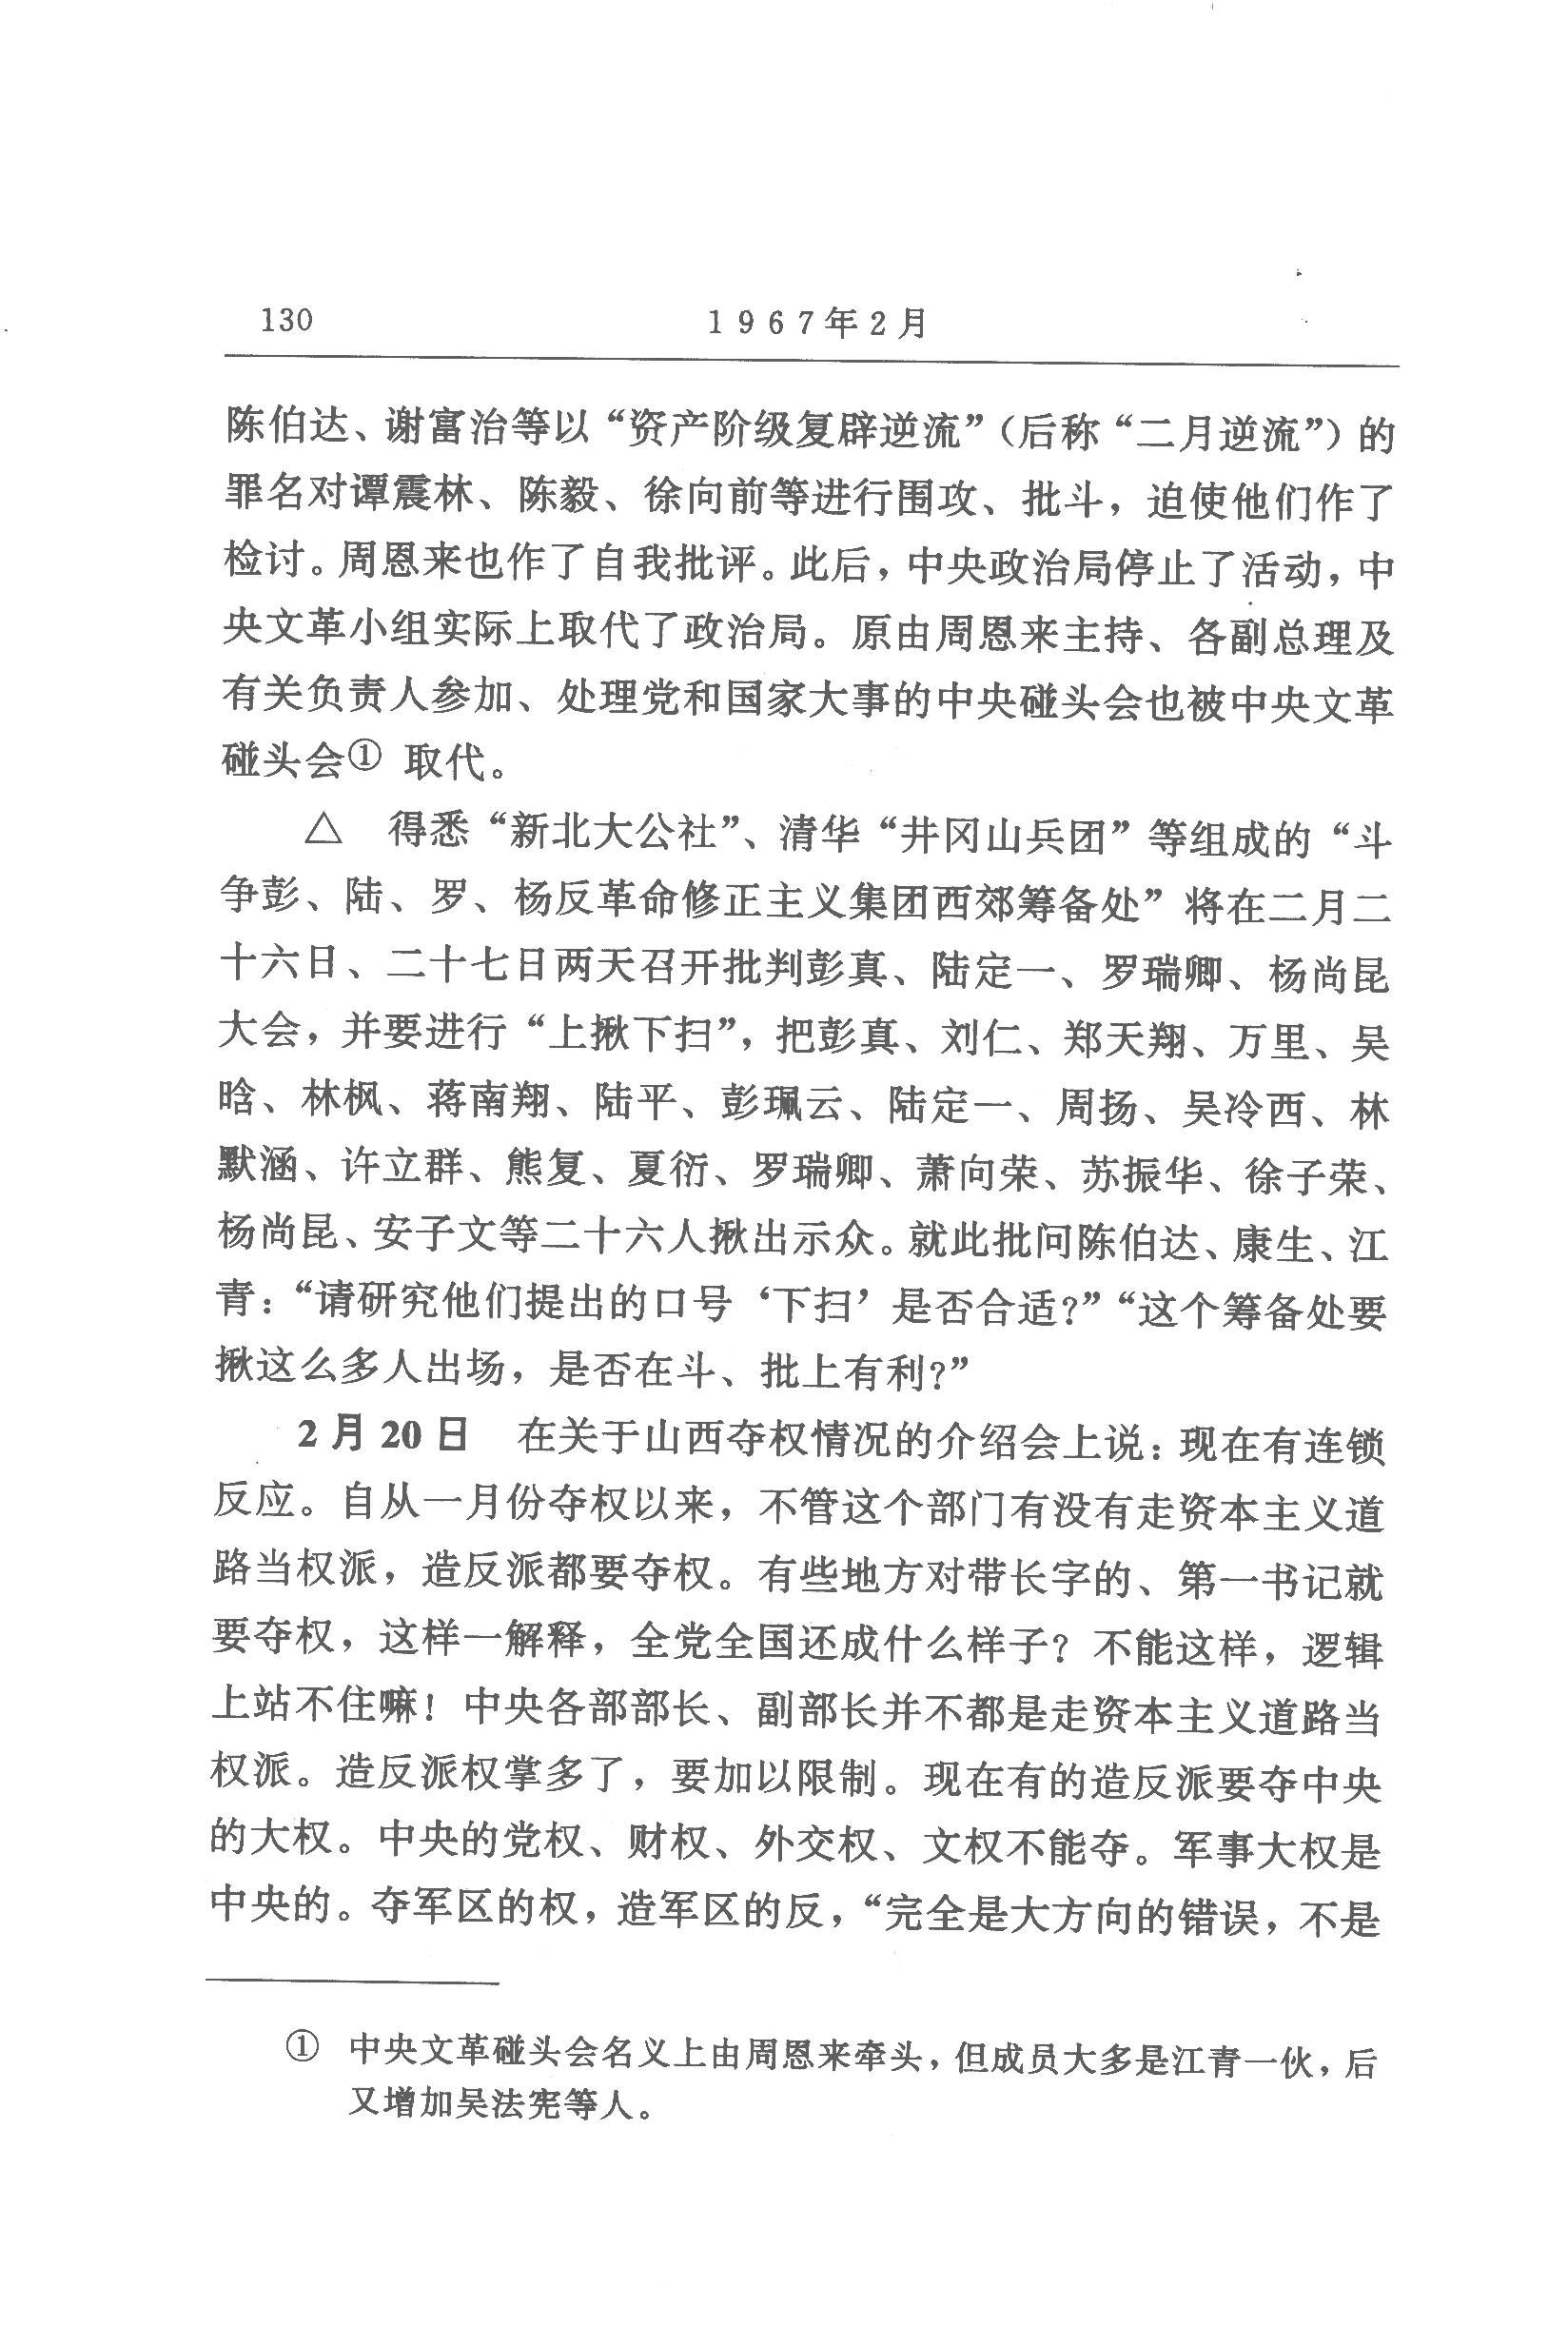 130 1967年2月
陈伯达、谢富治等以“资产阶级复辟逆流”（后称“二月逆流”）的
罪名对谭震林、陈毅、徐向前等进行围攻、批斗，迫使他们作了
检讨。周恩来也作了自我批评。此后，中央政治局停止了活动，中
央文革小组实际上取代了政治局。原由周恩来主持、各副总理及
有关负责人参加、处理党和国家大事的中央碰头会也被中央文革
碰头会① 取代。
△ 得悉“新北大公社”、清华“井冈山兵团”等组成的“斗
争彭、陆、罗、杨反革命修正主义集团西郊筹备处”将在二月二
十六日、二十七日两天召开批判彭真、陆定一、罗瑞卿、杨尚昆
大会，并要进行“上揪下扫”，把彭真、刘仁、郑天翔、万里、吴
晗、林枫、蒋南翔、陆平、彭珮云、陆定一、周扬、吴冷西、林
默涵、许立群、熊复、夏衍、罗瑞卿、萧向荣、苏振华、徐子荣、
杨尚昆、安子文等二十六人揪出示众。就此批问陈伯达、康生、江
青：“请研究他们提出的口号‘下扫’是否合适？”“这个筹备处要
揪这么多人出场，是否在斗、批上有利？”
2月20日 在关于山西夺权情况的介绍会上说：现在有连锁
反应。自从一月份夺权以来，不管这个部门有没有走资本主义道
路当权派，造反派都要夺权。有些地方对带长字的、第一书记就
要夺权，这样一解释，全党全国还成什么样子？不能这样，逻辑
上站不住嘛！中央各部部长、副部长并不都是走资本主义道路当
权派。造反派权掌多了，要加以限制。现在有的造反派要夺中央
的大权。中央的党权、财权、外交权、文权不能夺。军事大权是
中央的。夺军区的权，造军区的反，“完全是大方向的错误，不是
① 中央文革碰头会名义上由周恩来牵头，但成员大多是江青一伙，后
又增加吴法宪等人。